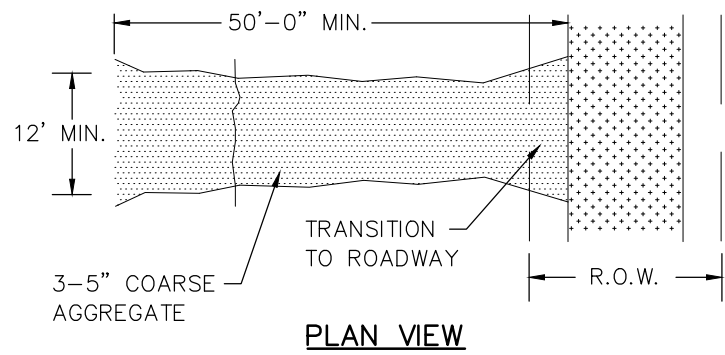 50'-0" MIN.
12' MIN.
TRANSITION
TO ROADWAY
R.O.W.
3-5" COARSE
AGGREGATE
PLAN VIEW